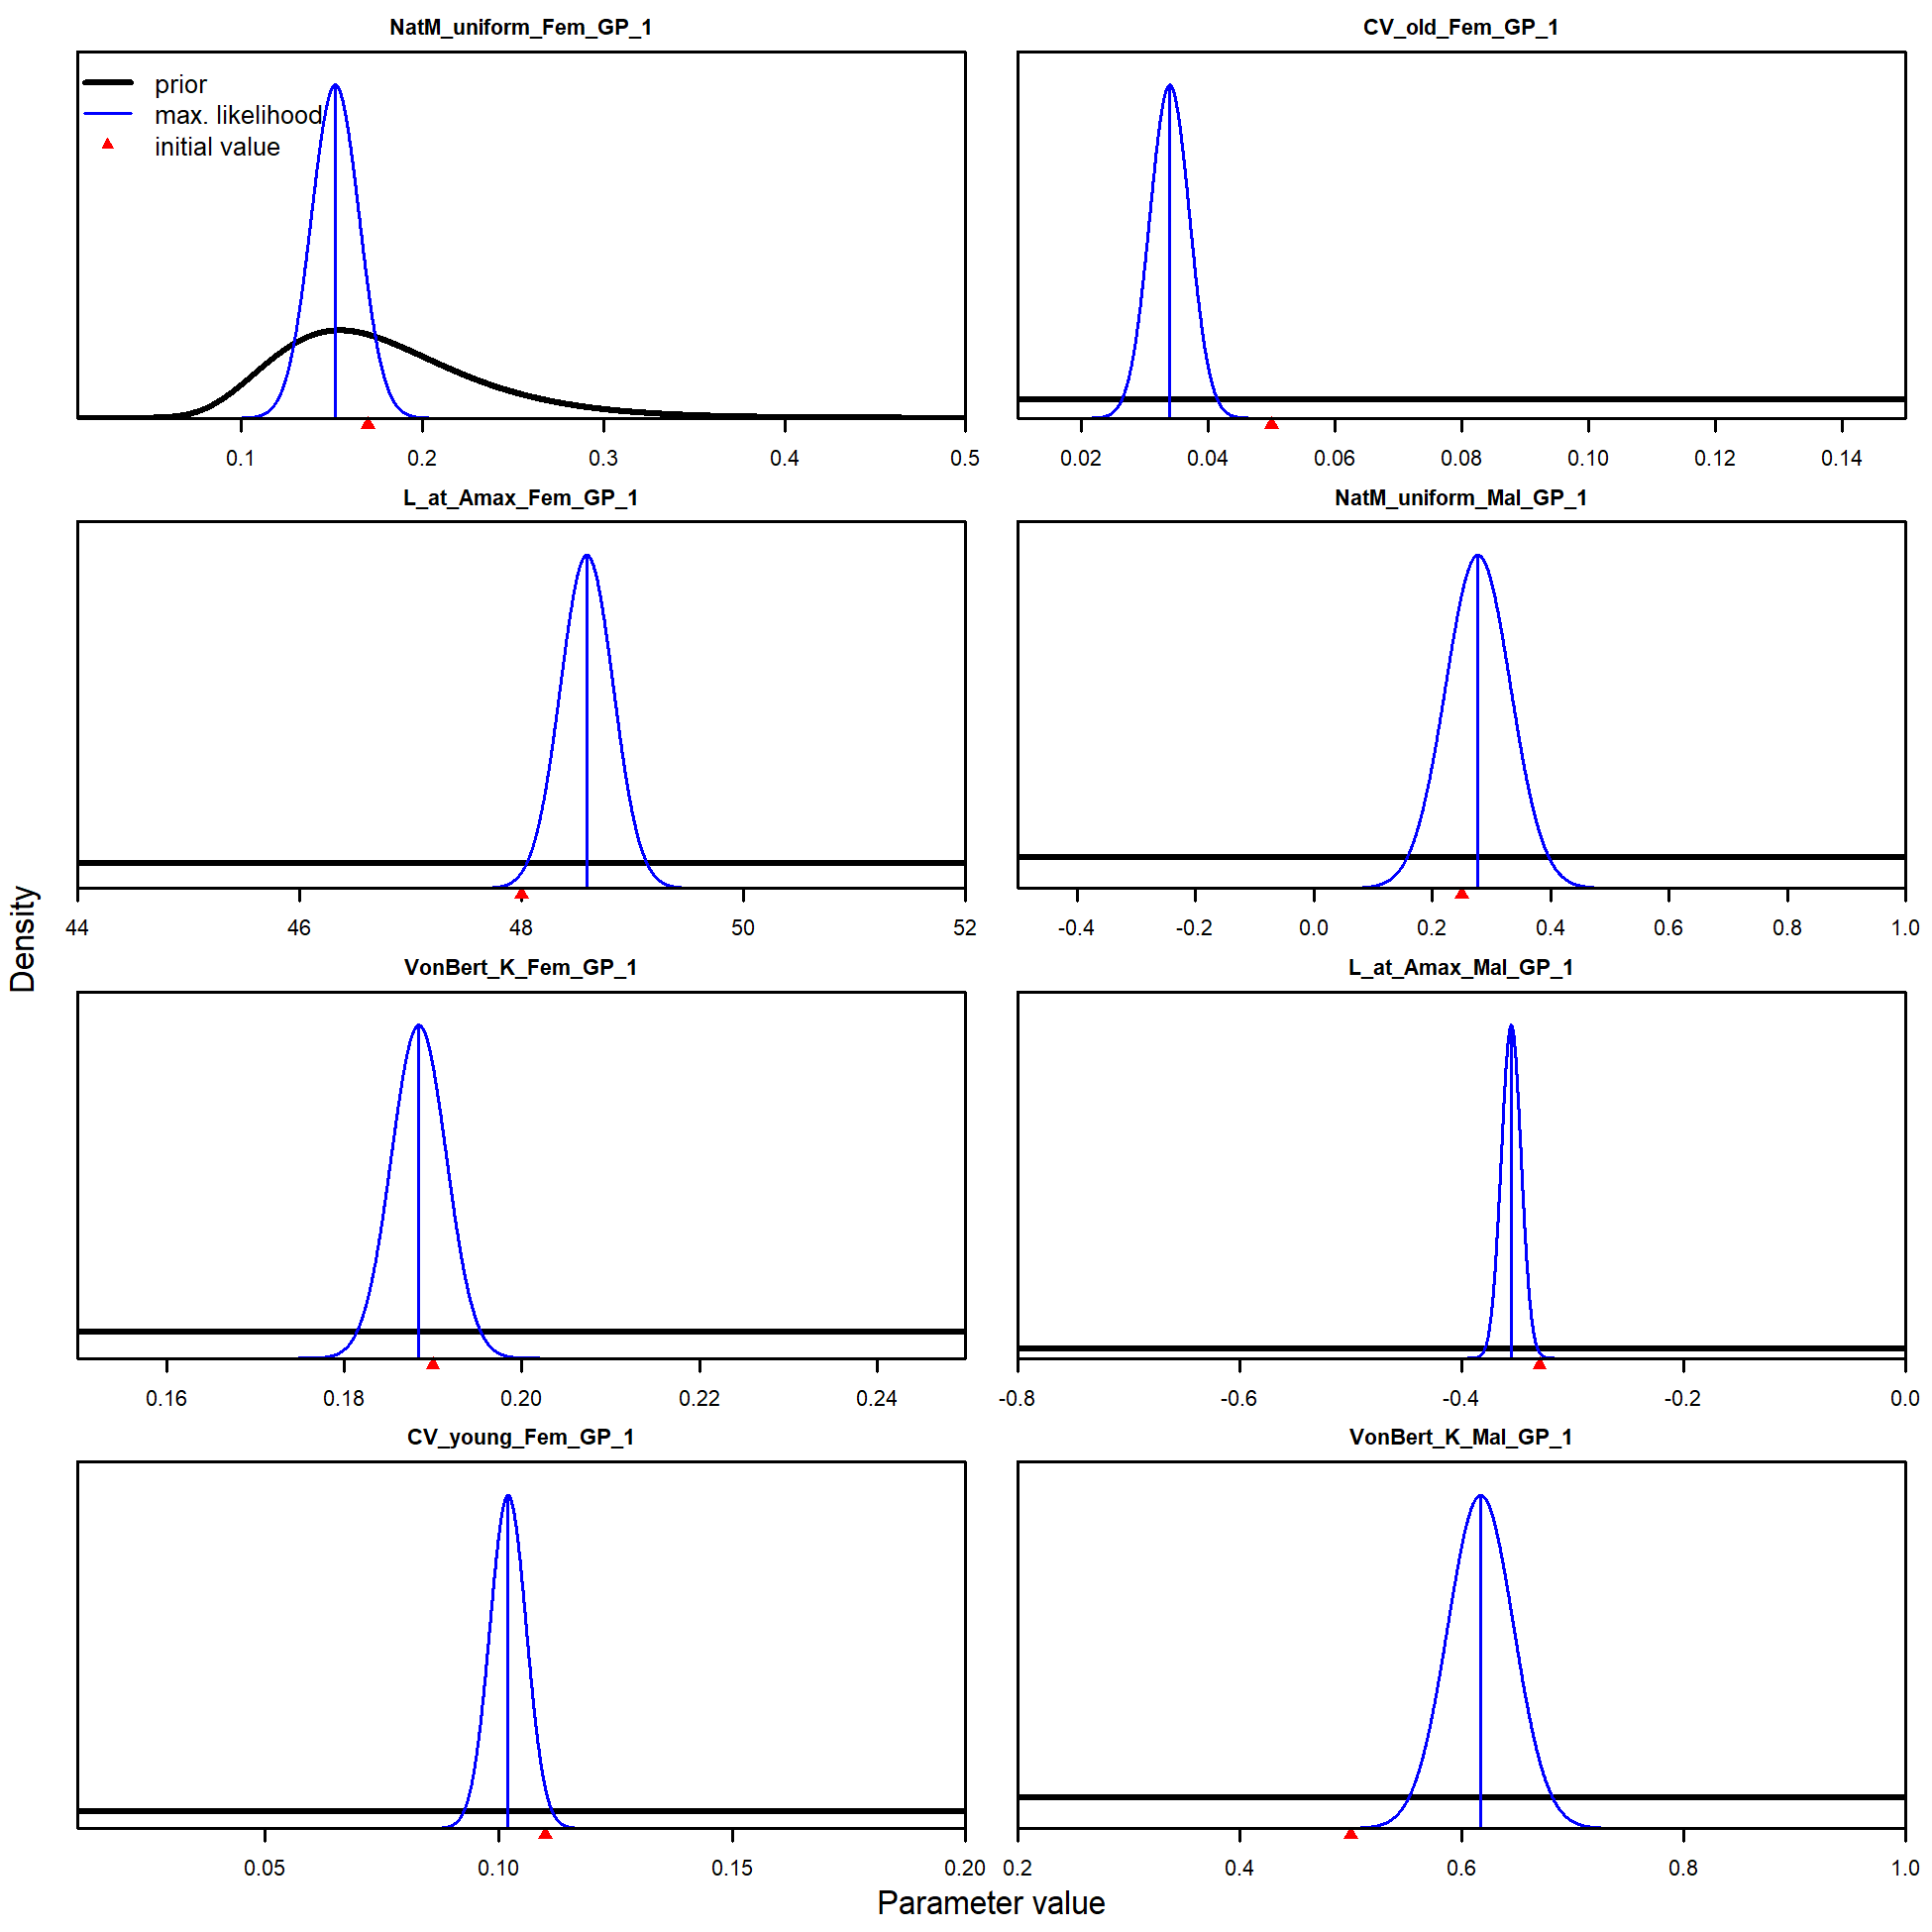 NatM_uniform_Fem_GP_1
prior
max. likelihood
initial value
0.1 0.2 0.3 0.4 0.5
CV_old_Fem_GP_1
0.02 0.04 0.06 0.08 0.10 0.12 0.14
L_at_Amax_Fem_GP_1
44 46 48 50 52
NatM_uniform_Mal_GP_1
-0.4 -0.2 0.0 0.2 0.4 0.6 0.8 1.0
Density
VonBert_K_Fem_GP_1
0.16 0.18 0.20 0.22 0.24
L_at_Amax_Mal_GP_1
-0.8 -0.6 -0.4 -0.2 0.0
CV_young_Fem_GP_1
0.05 0.10 0.15 0.20
VonBert_K_Mal_GP_1
0.2 0.4 0.6 0.8 1.0
Parameter value